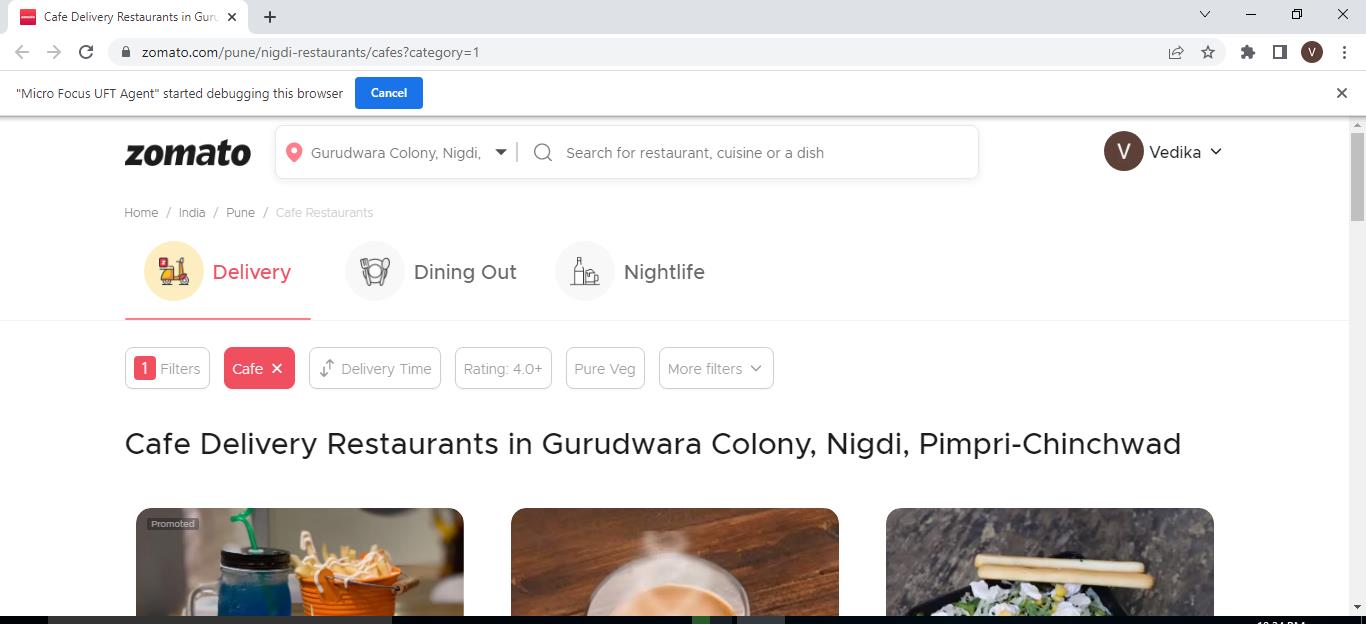 Cafe Delivery Restaurants in Guru
zomato.com/pune/nigdi-restaurants/cafes?category=1
V
"Micro Focus UFT Agent" started debugging this browser
Cancel
zomato
Gurudwara Colony, Nigdi,
Search for restaurant, cuisine or a dish
V
Vedika
Home / India / Pune / Cafe Restaurants
Delivery
Dining Out
Nightlife
1 Filters
Cafe
Delivery Time
Rating: 4.0+
Pure Veg
More filters
Cafe Delivery Restaurants in Gurudwara Colony, Nigdi, Pimpri-Chinchwad
Promoted